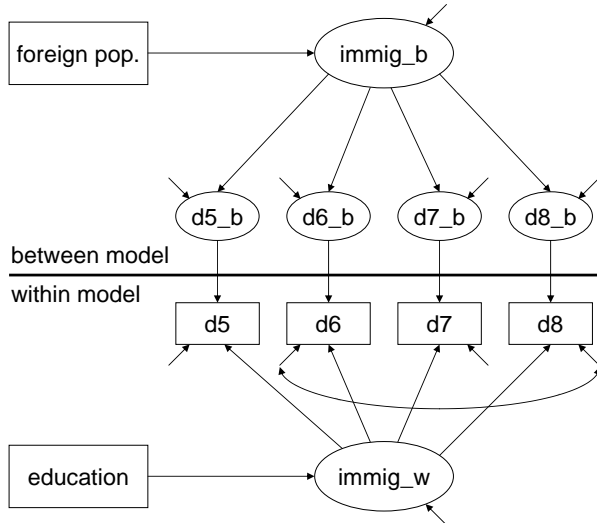 foreign pop.
immig_b
d5_b
d6_b
d7_b
d8_b
between model
within model
d5
d6
d7
d8
education
immig_w